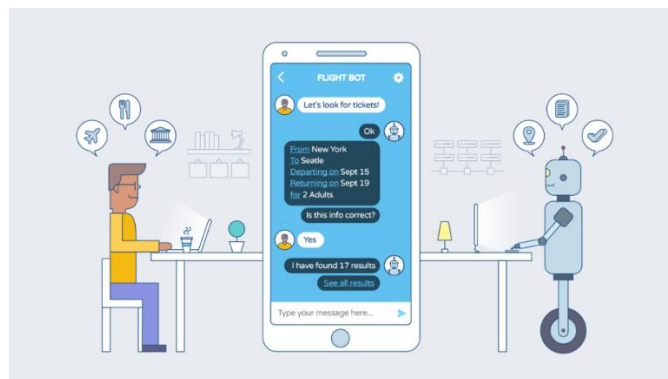 FLIGHT BOT
Let's look for tickets!
Ok
From New York
To Seatle
Departing on Sept 15
Returning on Sept 19
for 2 Adults
Is this info correct?
Yes
I have found 17 results
See all results
Type your message here...